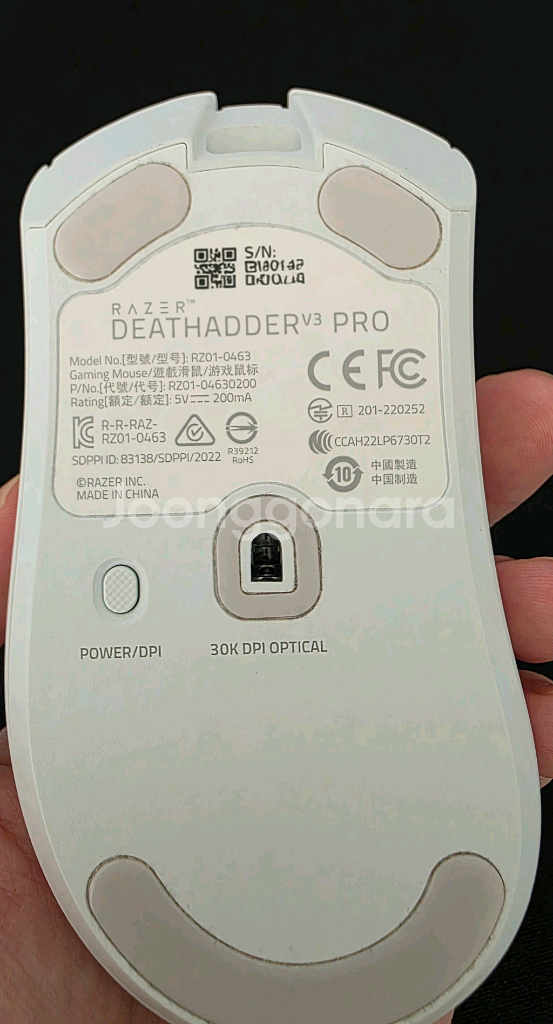 S/N:
RAZER™
DEATHADDER V3 PRO
Model No.[型號/型号]: RZ01-0463
Gaming Mouse/遊戲滑鼠/游戏鼠标
P/No.[代號/代号]: RZ01-04630200
Rating[額定/额定]: 5V⎓ 200mA
CE FC
R-R-RAZ-
RZ01-0463
R39212
RoHS
R 201-220252
CCAH22LP6730T2
SDPPI ID: 83138/SDPPI/2022
10
中國製造
中国制造
©RAZER INC.
MADE IN CHINA
Joonggonara
POWER/DPI
30K DPI OPTICAL